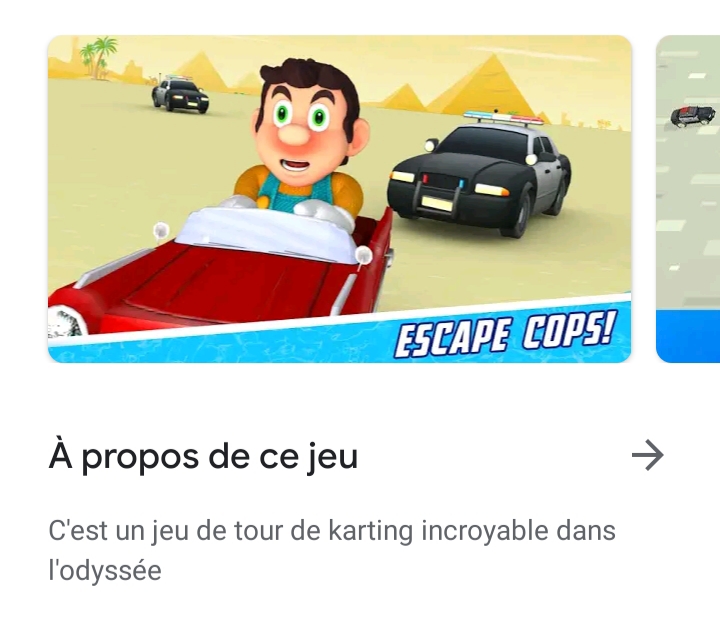 ESCAPE COPS!
À propos de ce jeu
C'est un jeu de tour de karting incroyable dans
l'odyssée